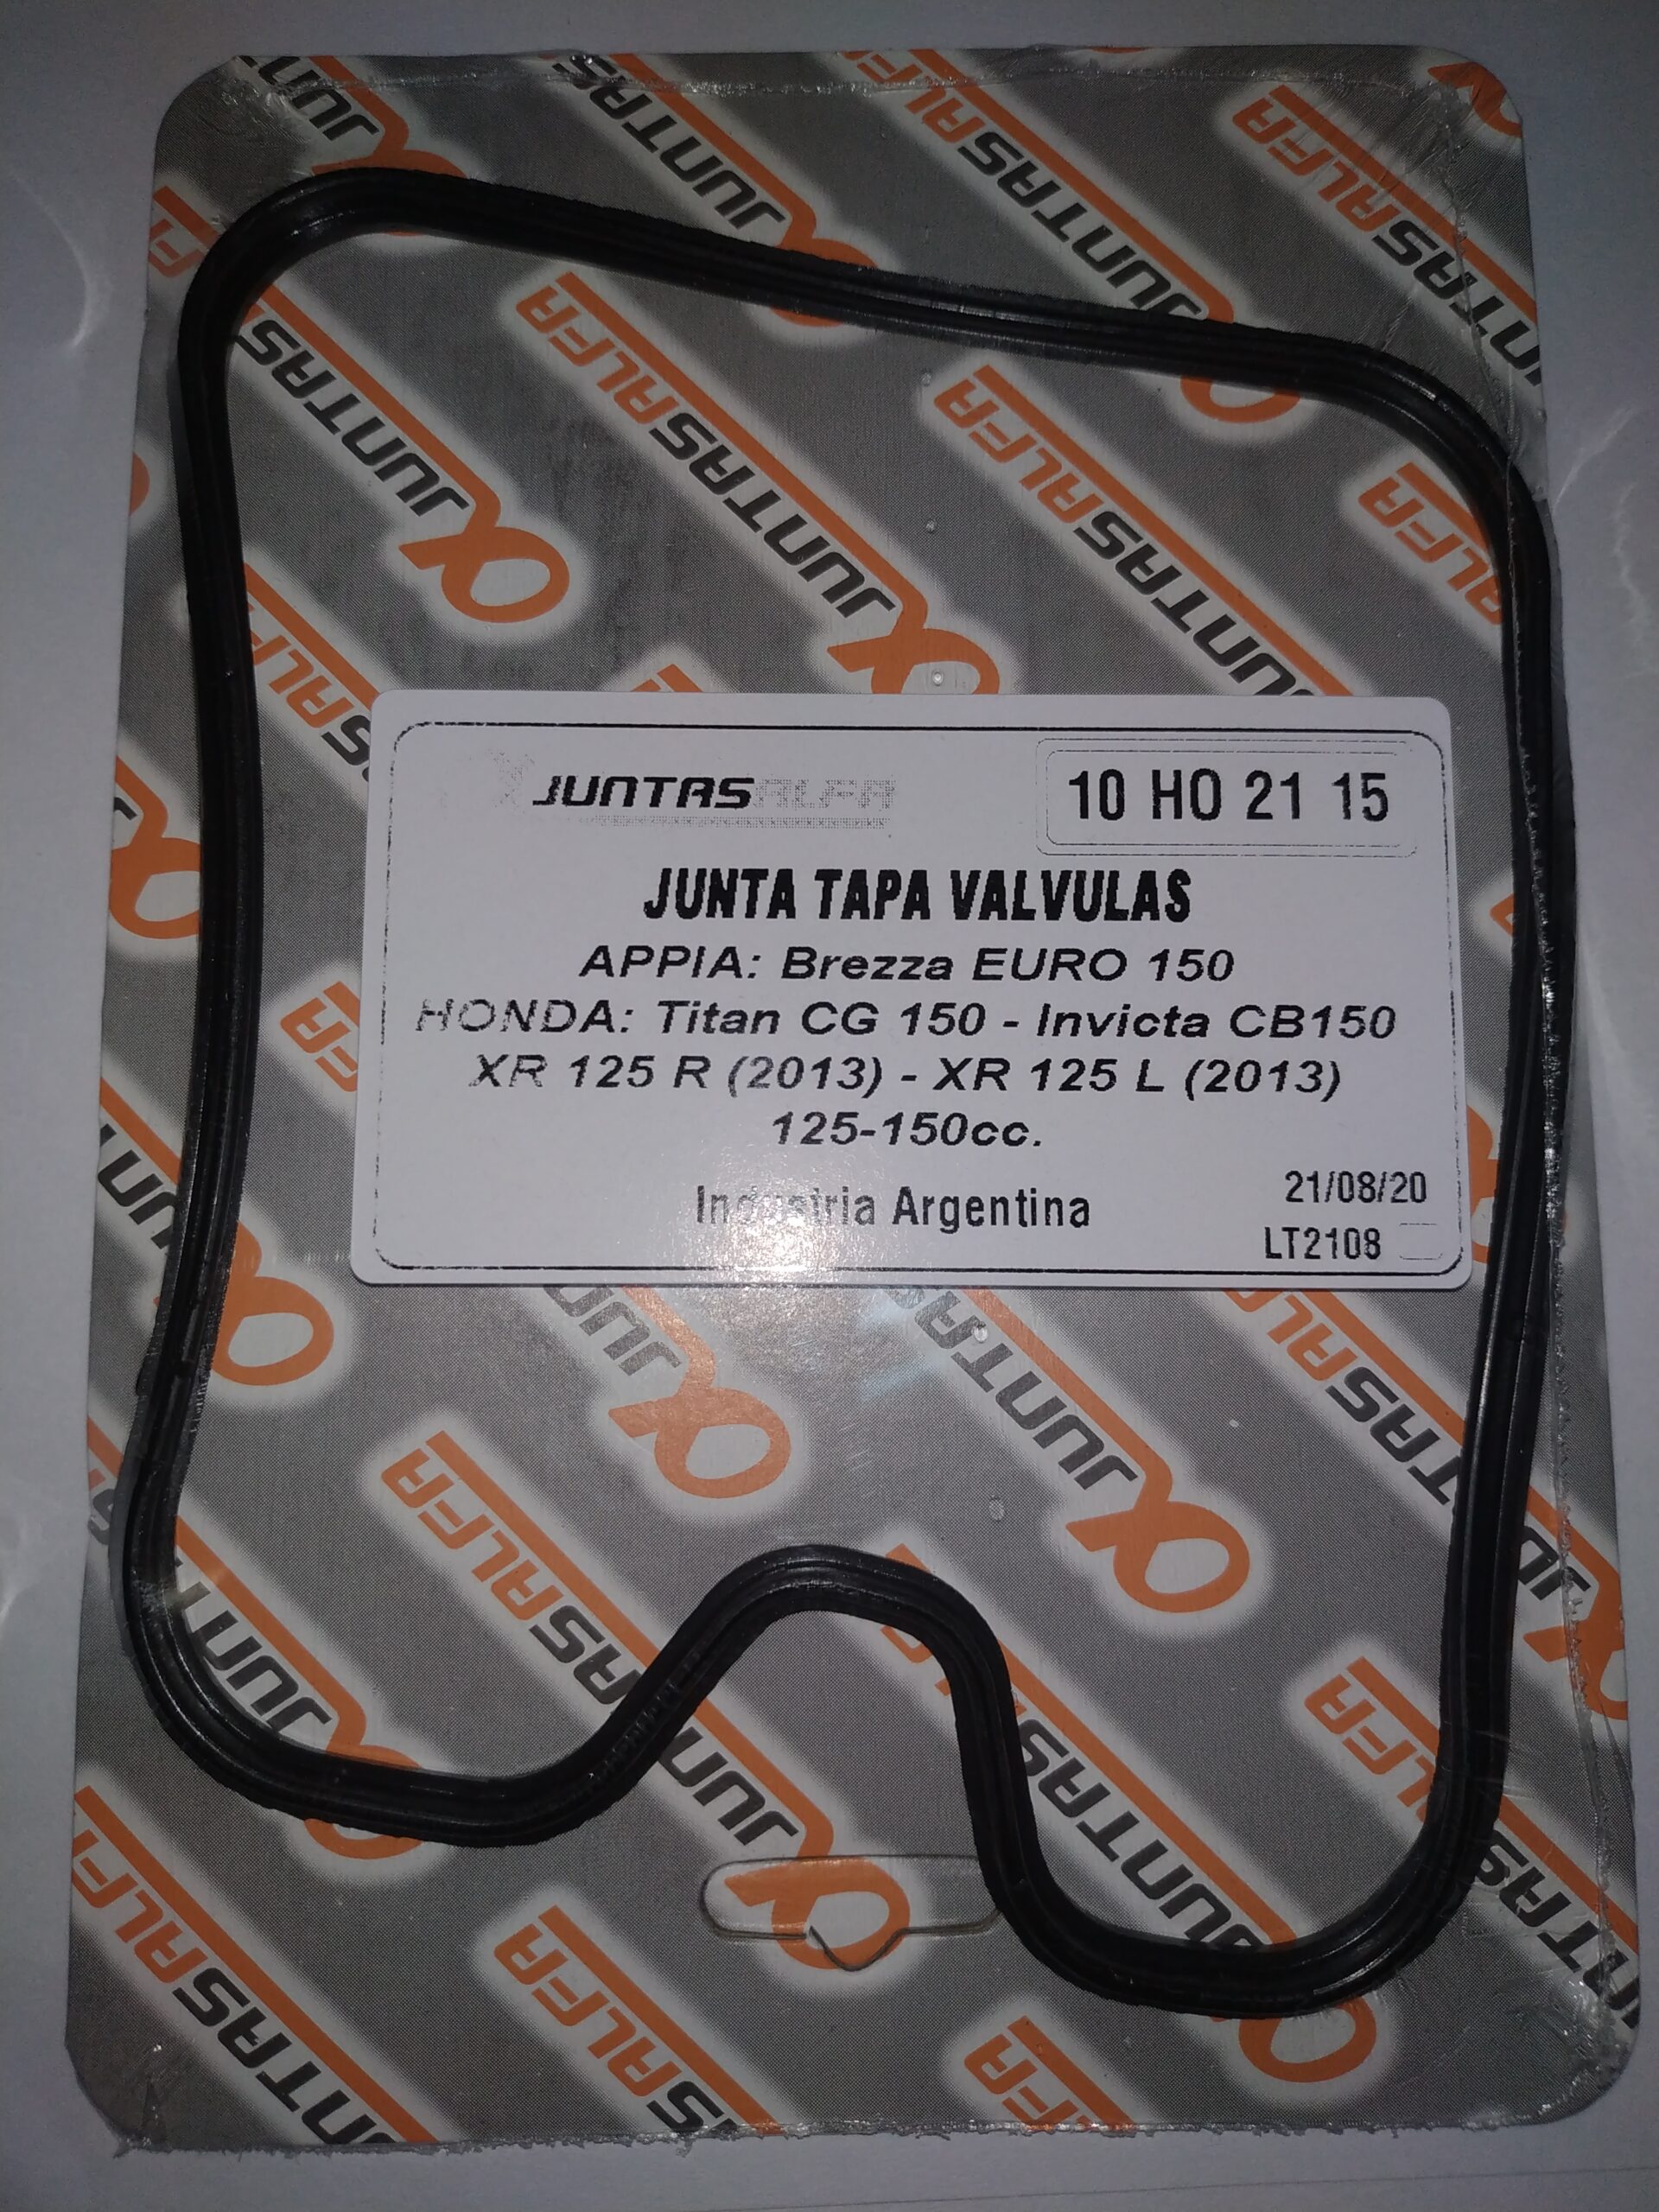 JUNTASALFA
10 HO 21 15
JUNTA TAPA VALVULAS
APPIA: Brezza EURO 150
HONDA: Titan CG 150 - Invicta CB150
XR 125 R (2013) - XR 125 L (2013)
125-150cc.
Industria Argentina
21/08/20
LT2108